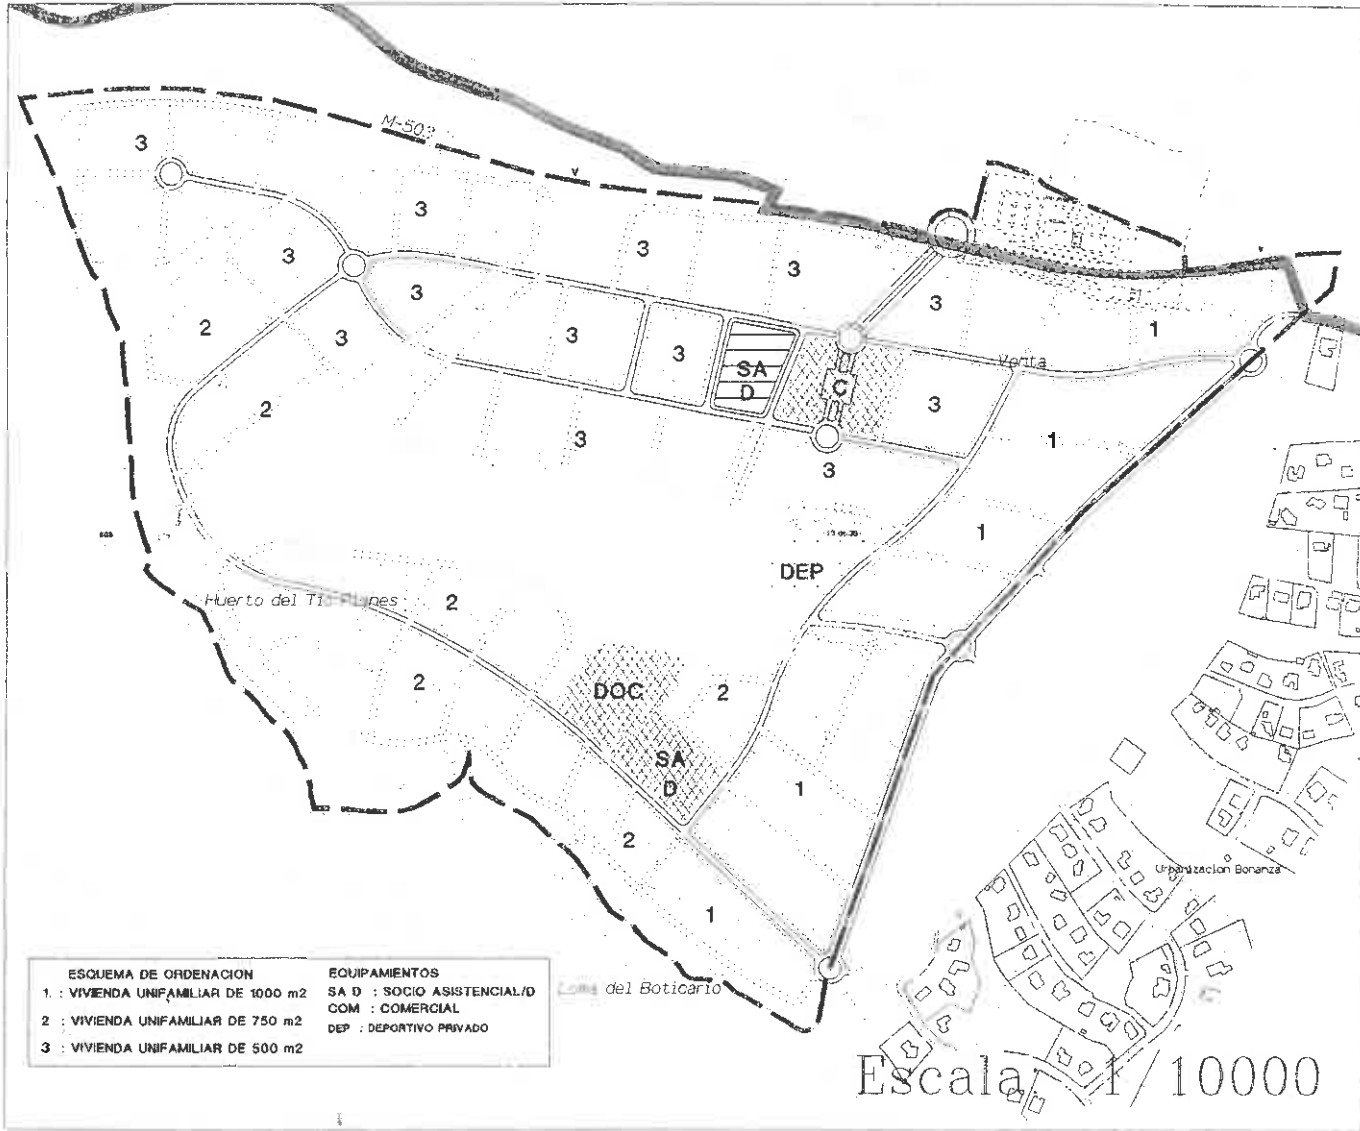 M-503
3
3
3
3
3
3
3
3
3
3
2
3
1
SA
D
C
Venta
2
3
3
3
1
1
DEP
Huerto del Tio Planes
2
2
DOC
2
SA
D
1
2
1
Urbanizacion Bonanza
Loma del Boticario
ESQUEMA DE ORDENACION
1. : VIVIENDA UNIFAMILIAR DE 1000 m2
2 : VIVIENDA UNIFAMILIAR DE 750 m2
3 : VIVIENDA UNIFAMILIAR DE 500 m2
EQUIPAMIENTOS
SA D : SOCIO ASISTENCIAL/D
COM : COMERCIAL
DEP : DEPORTIVO PRIVADO
Escala 1 / 10000